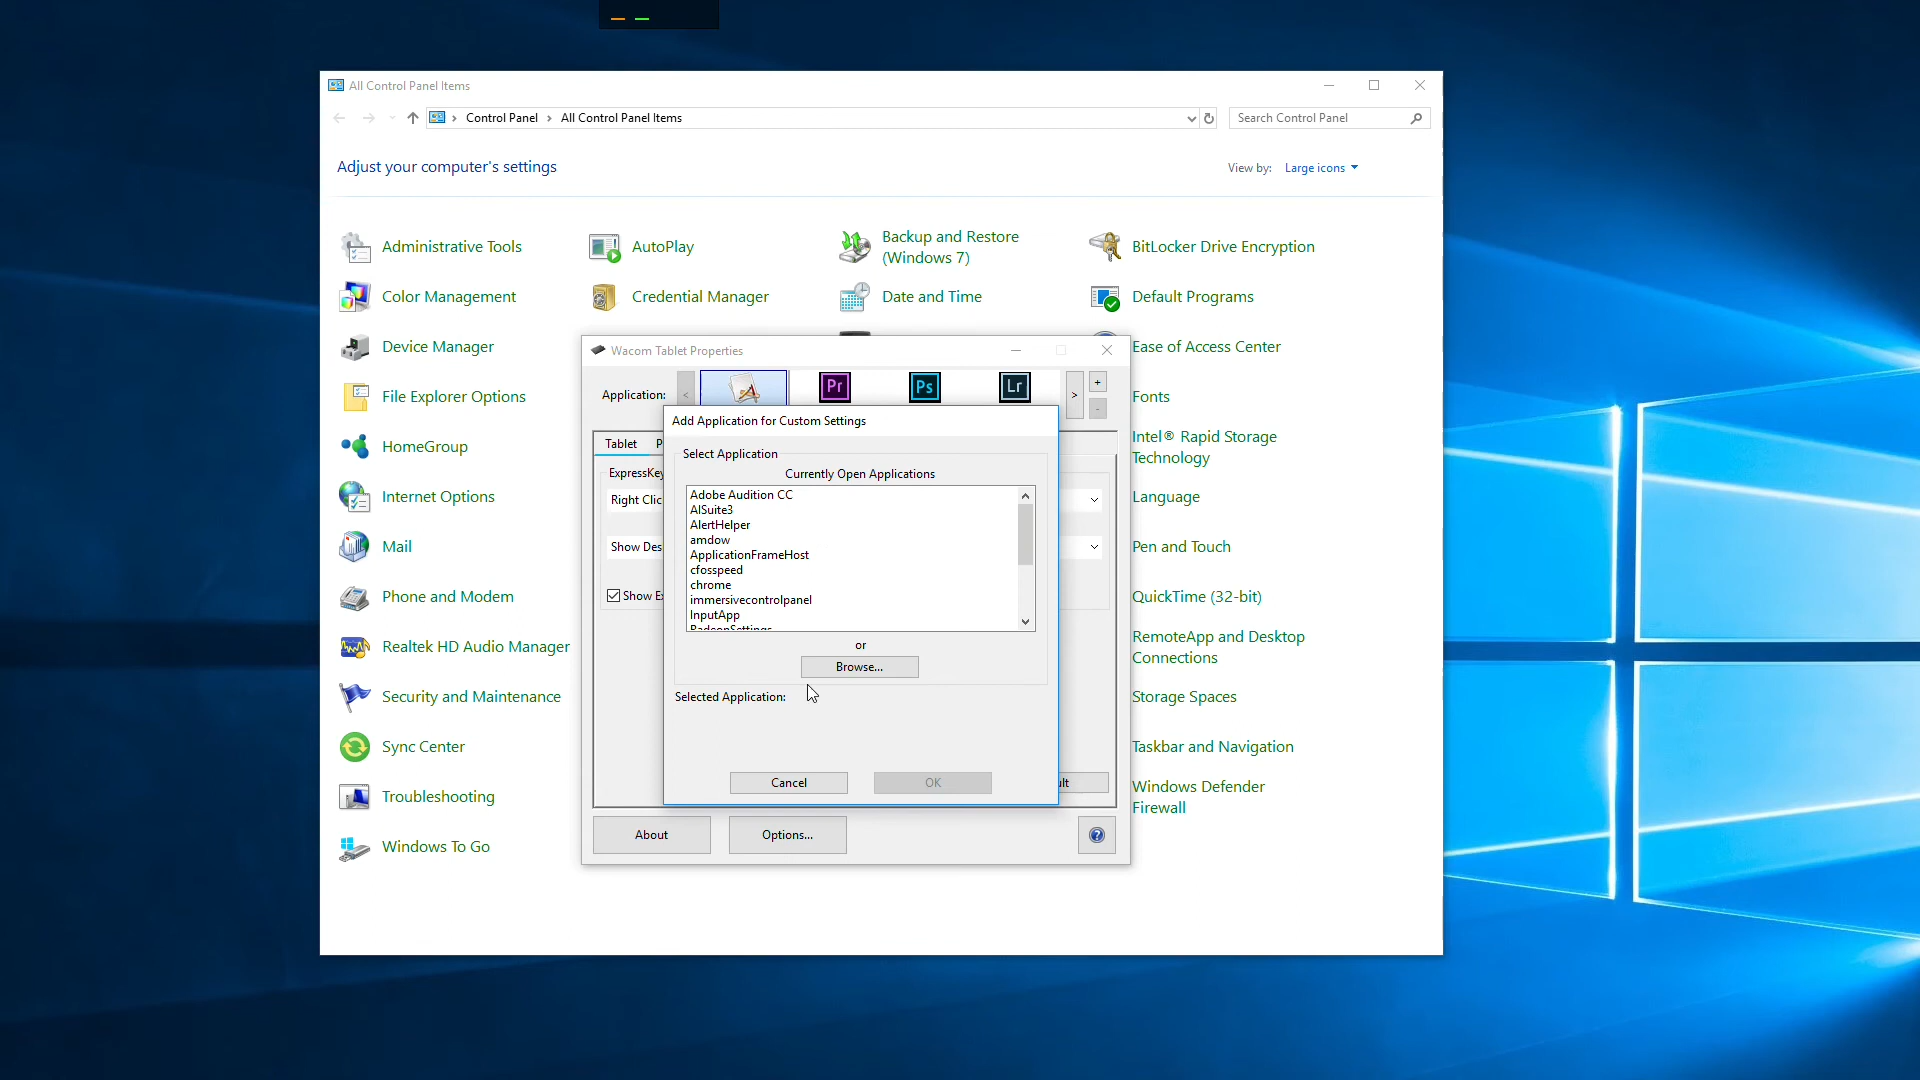 All Control Panel Items
Control Panel > All Control Panel Items
Search Control Panel
Adjust your computer's settings
View by: Large icons
Administrative Tools
AutoPlay
Backup and Restore
(Windows 7)
BitLocker Drive Encryption
Color Management
Credential Manager
Date and Time
Default Programs
Device Manager
Ease of Access Center
File Explorer Options
Fonts
HomeGroup
Intel® Rapid Storage
Technology
Internet Options
Language
Mail
Pen and Touch
Phone and Modem
QuickTime (32-bit)
Realtek HD Audio Manager
RemoteApp and Desktop
Connections
Security and Maintenance
Storage Spaces
Sync Center
Taskbar and Navigation
Troubleshooting
Windows Defender
Firewall
Windows To Go
Wacom Tablet Properties
Application:
<
Pr
Ps
Lr
>
+
-
Tablet P
ExpressKey
Right Clic
Show Des
Show Ex
ult
About
Options...
?
Add Application for Custom Settings
Select Application
Currently Open Applications
Adobe Audition CC
AISuite3
AlertHelper
amdow
ApplicationFrameHost
cfosspeed
chrome
immersivecontrolpanel
InputApp
RadeonSettings
or
Browse...
Selected Application:
Cancel
OK